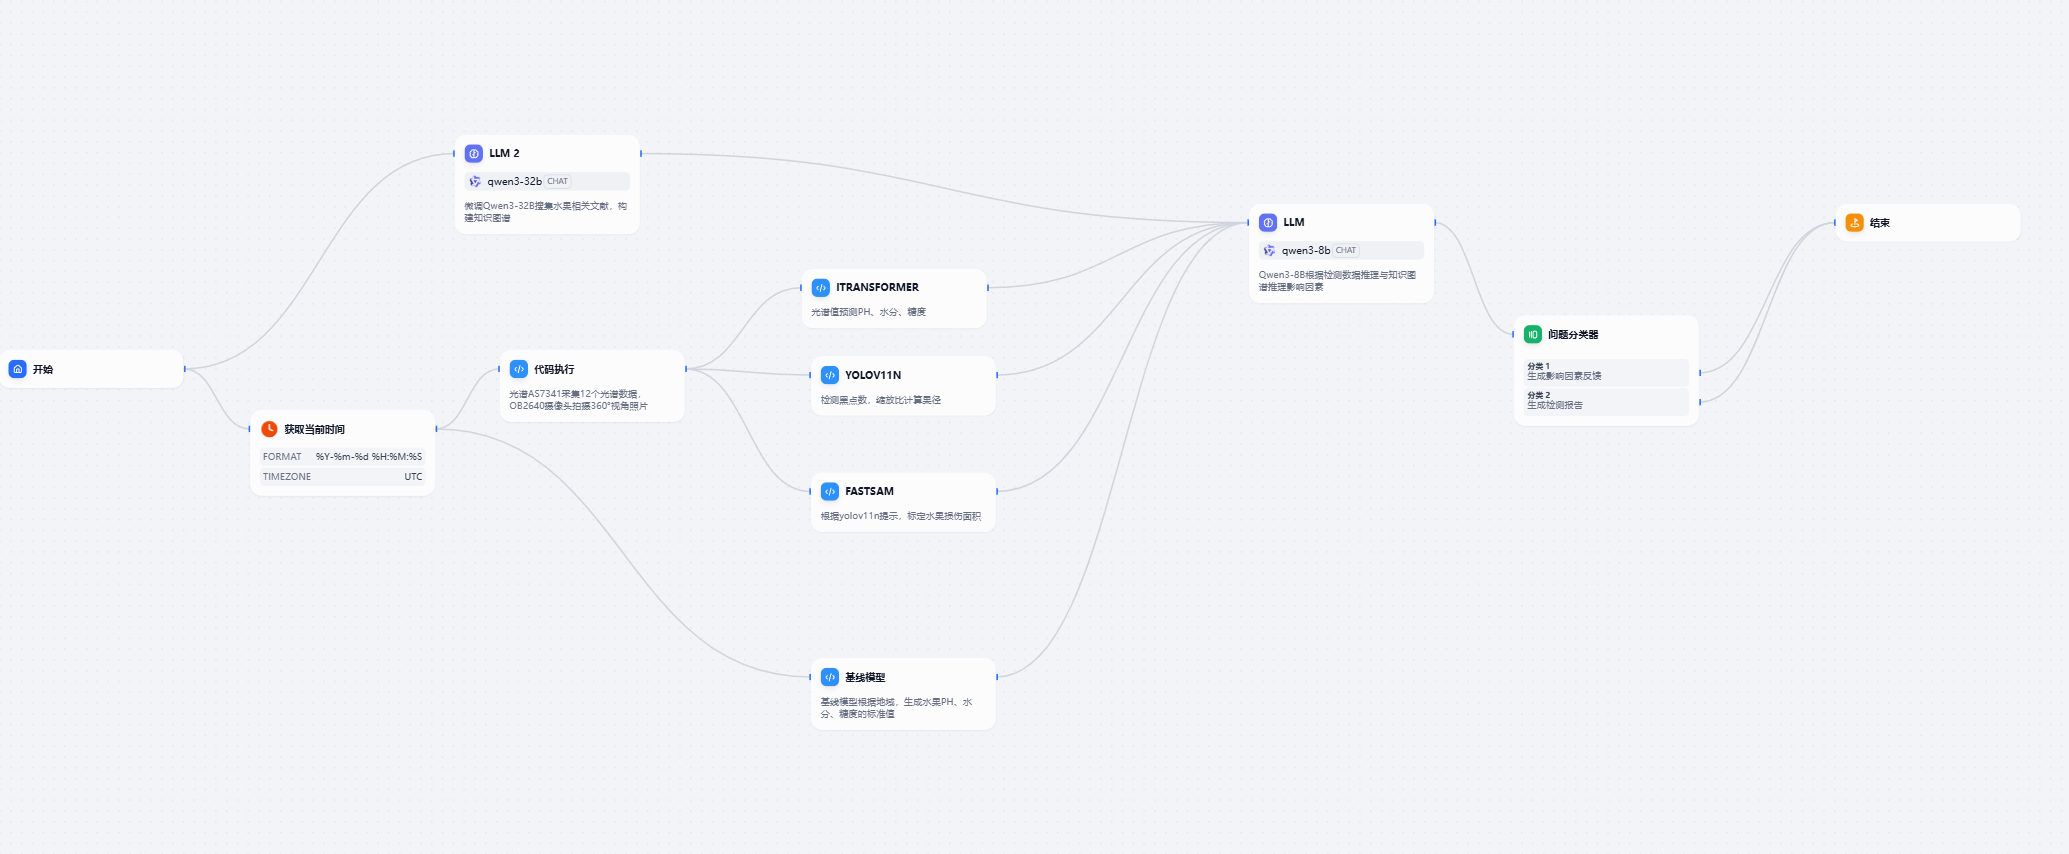 开始
获取当前时间
FORMAT %Y-%m-%d %H:%M:%S
TIMEZONE UTC
LLM 2
qwen3-32b CHAT
微调Qwen3-32B搜集水果相关文献，构
建知识图谱
代码执行
光谱AS7341采集12个光谱数据，
OB2640摄像头拍摄360°视角照片
ITRANSFORMER
光谱值预测PH、水分、糖度
YOLOV11N
检测黑点数，缩放比计算果径
FASTSAM
根据yolov11n提示，标定水果损伤面积
基线模型
基线模型根据地域，生成水果PH、水
分、糖度的标准值
LLM
qwen3-8b CHAT
Qwen3-8B根据检测数据推理与知识图
谱推理影响因素
问题分类器
分类 1
生成影响因素反馈
分类 2
生成检测报告
结束